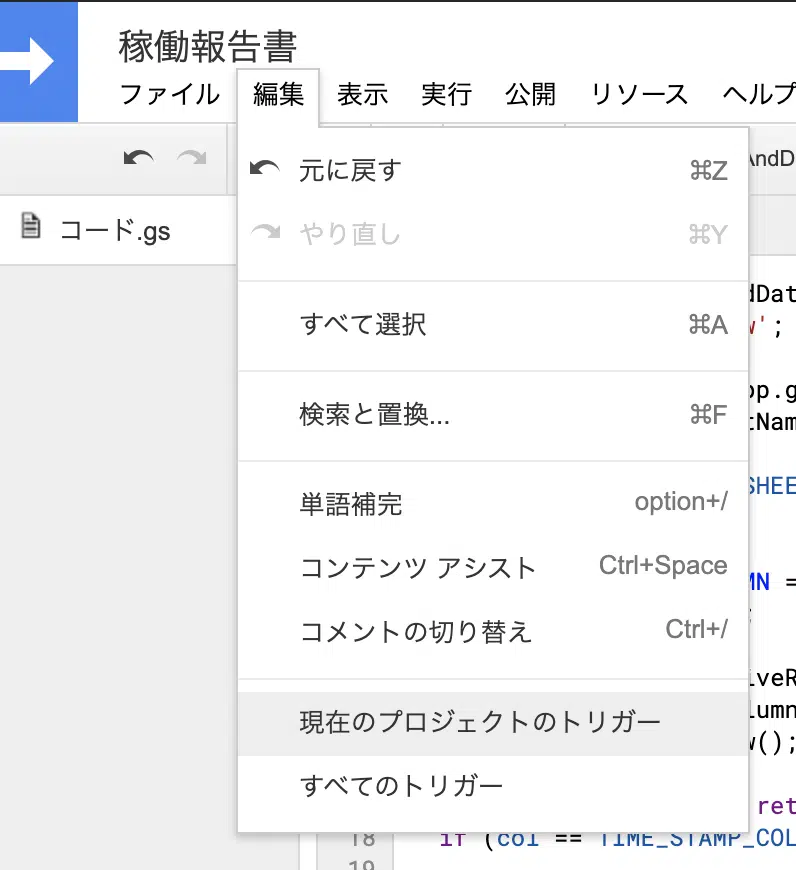 稼働報告書
ファイル 編集 表示 実行 公開 リソース ヘルプ
元に戻す ⌘Z
AndD
やり直し ⌘Y
コード.gs
dDat
すべて選択 ⌘A
w';
op.g
検索と置換... ⌘F
tNam
SHEE
単語補完 option+/
コンテンツ アシスト Ctrl+Space
MN =
;
コメントの切り替え Ctrl+/
iveR
lumn
現在のプロジェクトのトリガー
w();
すべてのトリガー
ret
18 if (col == TIME_STAMP_COL
19